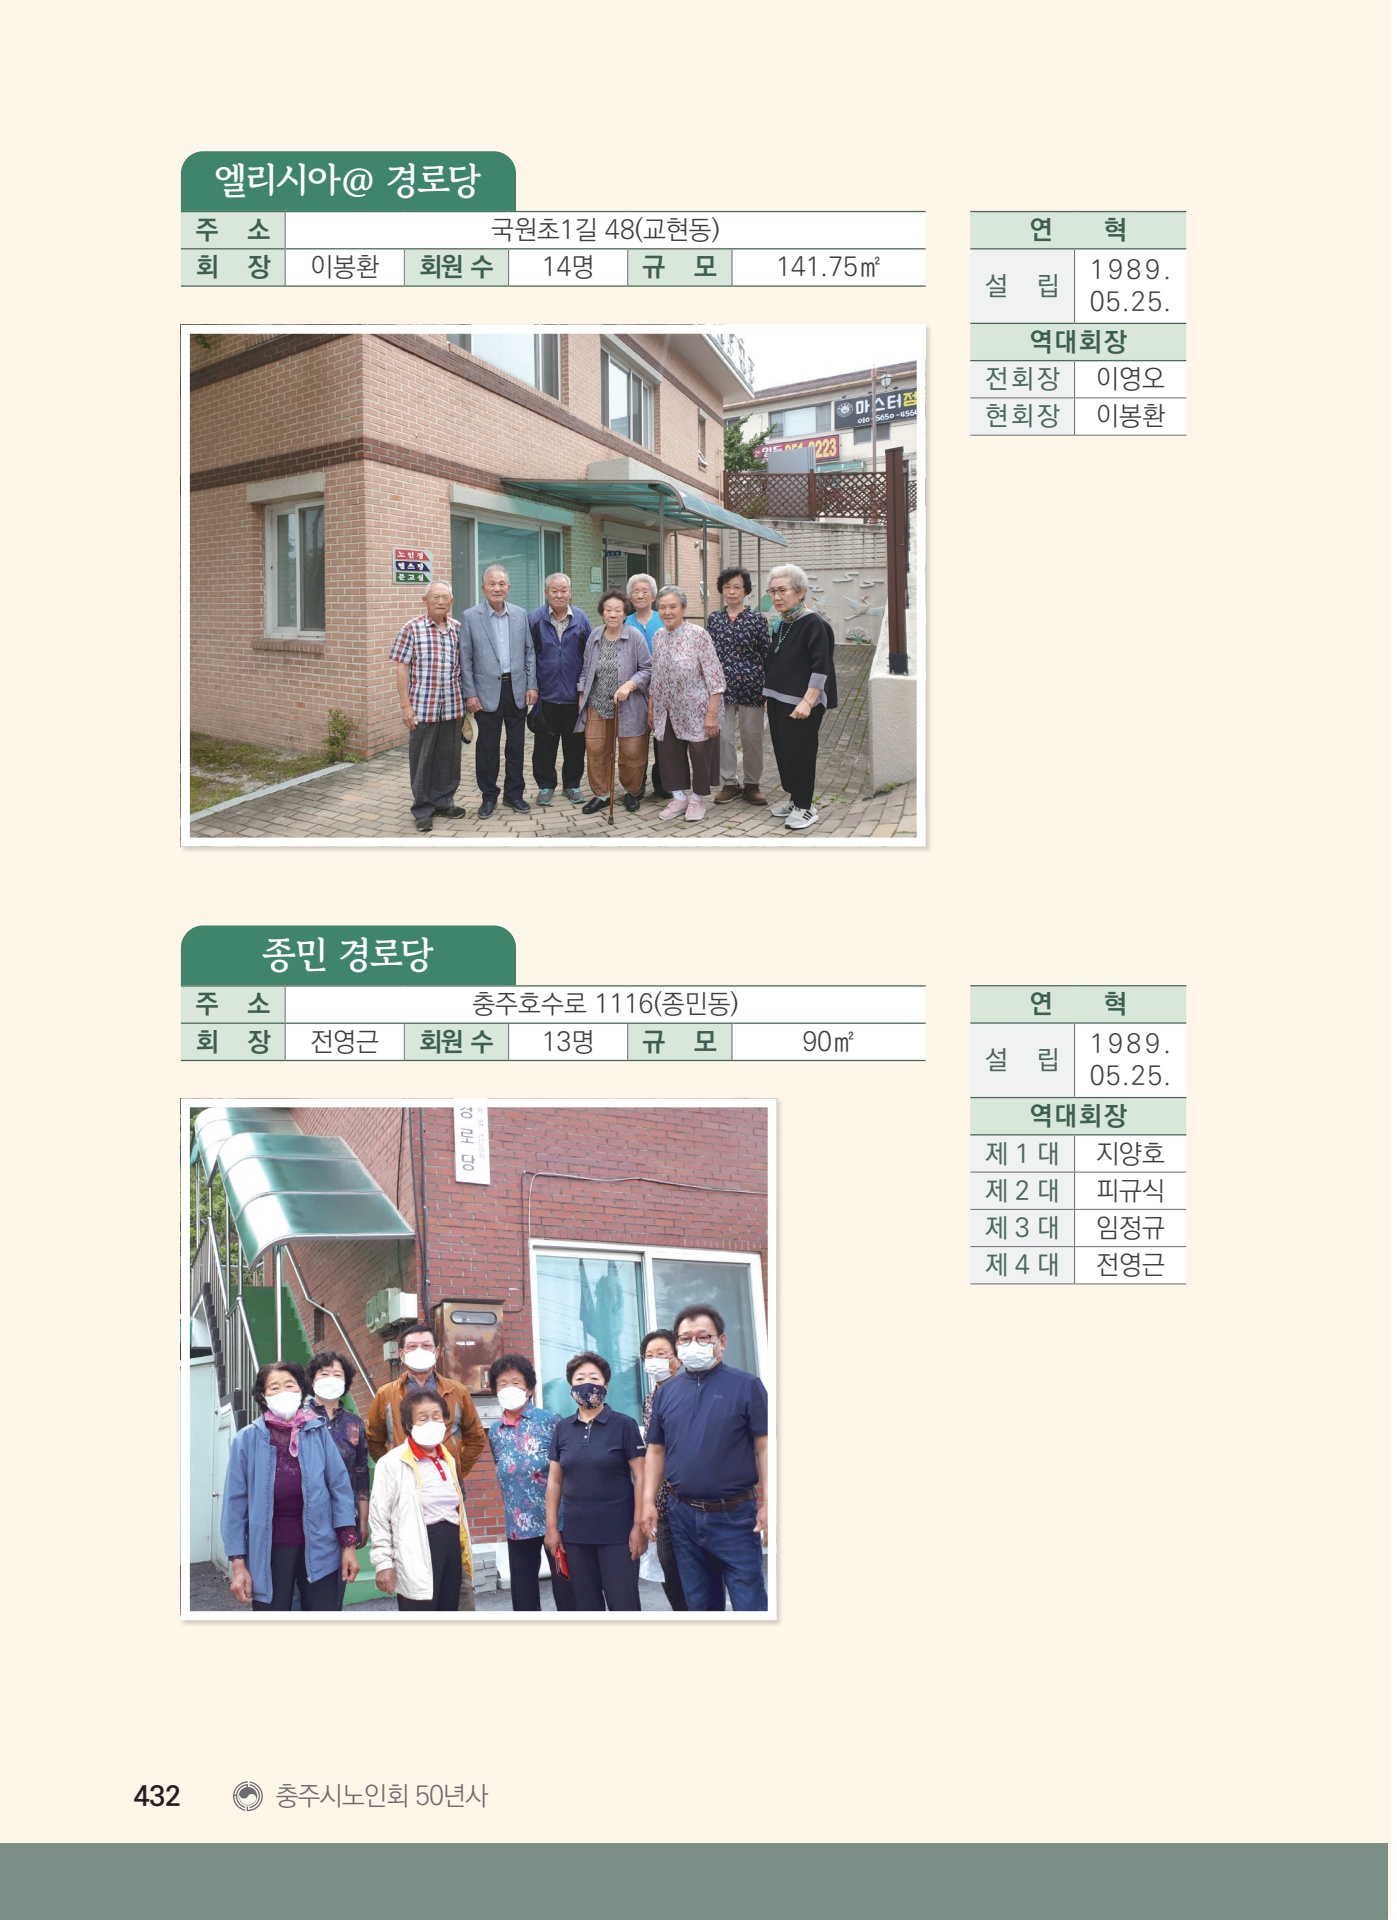 엘리시아@ 경로당
주 소 국원초1길 48(교현동)
회 장 이봉환 회원 수 14명 규 모 141.75㎡
연 혁
설 립 1989.
05.25.
역대회장
전회장 이영오
현회장 이봉환
마스터
노인정
헬스장
문고실
종민 경로당
주 소 충주호수로 1116(종민동)
회 장 전영근 회원 수 13명 규 모 90㎡
연 혁
설 립 1989.
05.25.
역대회장
제 1 대 지양호
제 2 대 피규식
제 3 대 임정규
제 4 대 전영근
경로당
432 충주시노인회 50년사